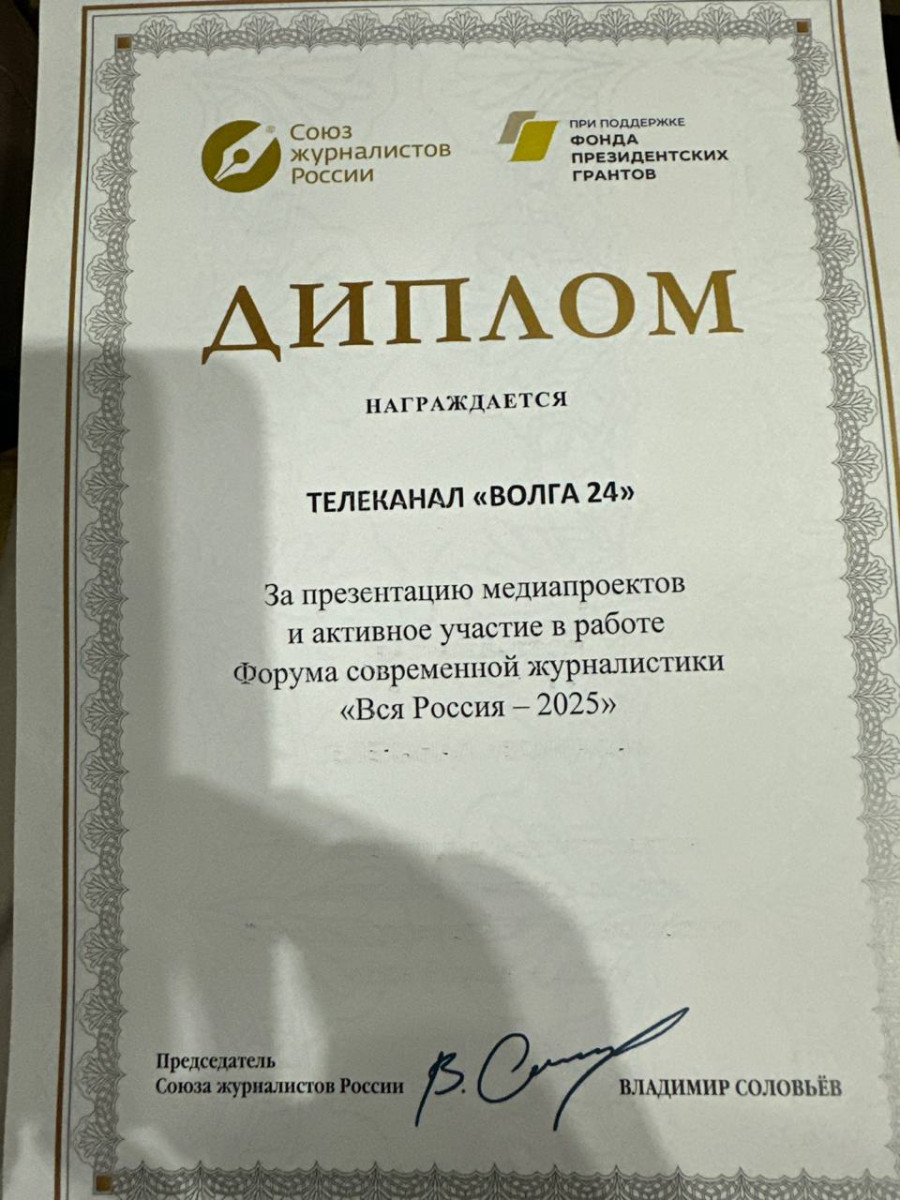 Союз
журналистов
России
ПРИ ПОДДЕРЖКЕ
ФОНДА
ПРЕЗИДЕНТСКИХ
ГРАНТОВ
ДИПЛОМ
НАГРАЖДАЕТСЯ
ТЕЛЕКАНАЛ «ВОЛГА 24»
За презентацию медиапроектов
и активное участие в работе
Форума современной журналистики
«Вся Россия – 2025»
Председатель
Союза журналистов России
ВЛАДИМИР СОЛОВЬЁВ